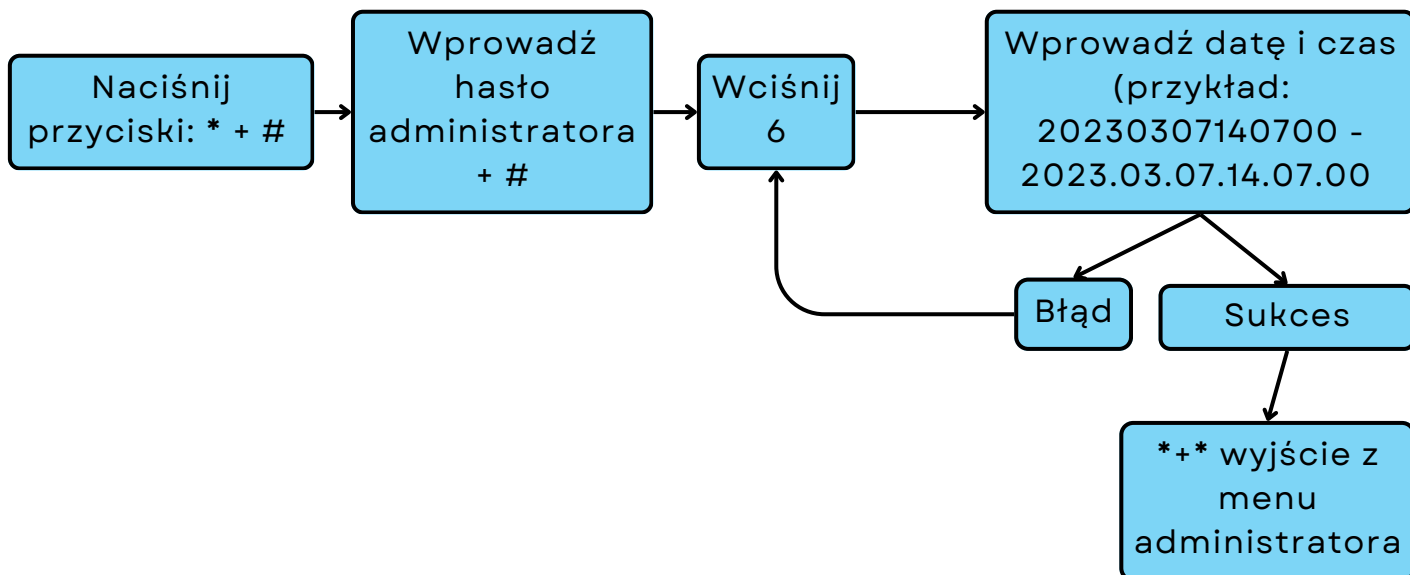 Naciśnij
przyciski: * + #
Wprowadź
hasło
administratora
+ #
Wciśnij
6
Wprowadź datę i czas
(przykład:
20230307140700 -
2023.03.07.14.07.00
Błąd
Sukces
*+* wyjście z
menu
administratora